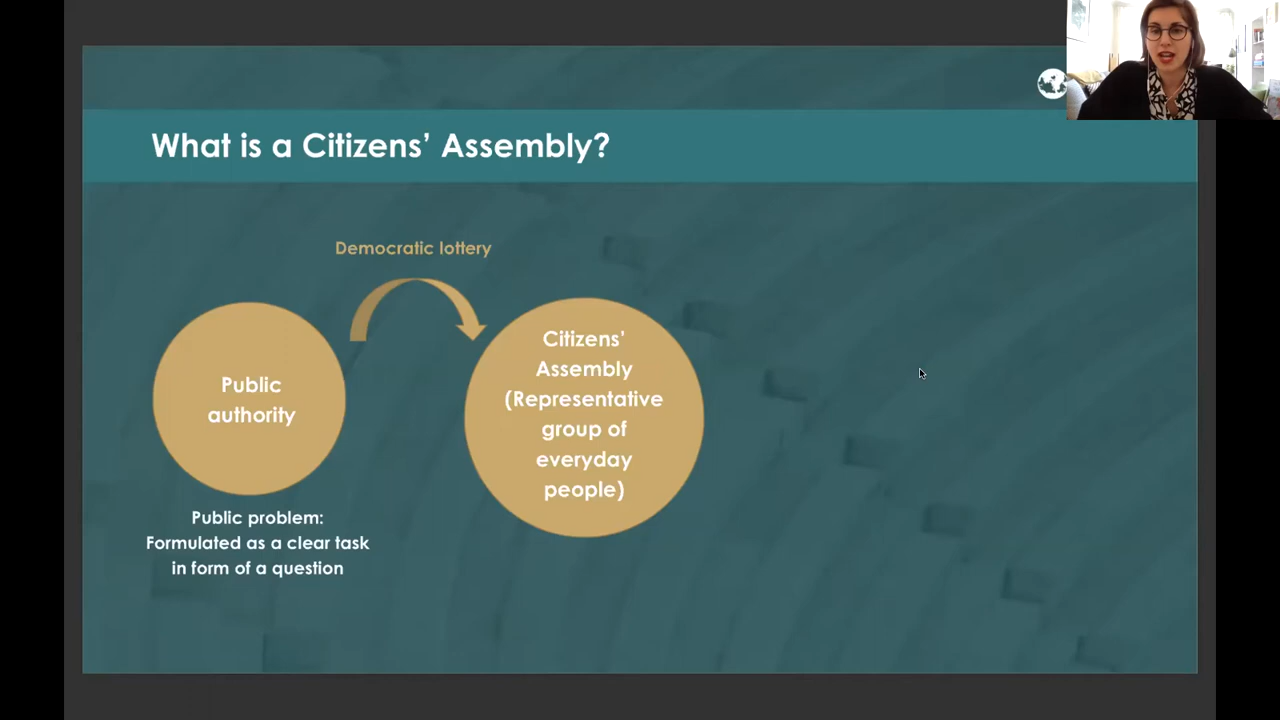 What is a Citizens’ Assembly?
Democratic lottery
Public
authority
Citizens’
Assembly
(Representative
group of
everyday
people)
Public problem:
Formulated as a clear task
in form of a question